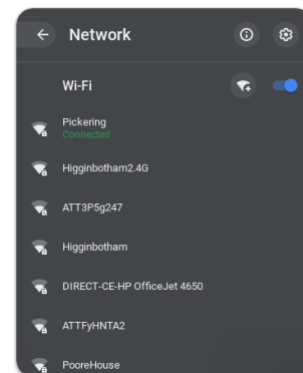 Network
Wi-Fi
Pickering
Connected
Higginbotham2.4G
ATT3P5g247
Higginbotham
DIRECT-CE-HP OfficeJet 4650
ATTFyHNTA2
PooreHouse